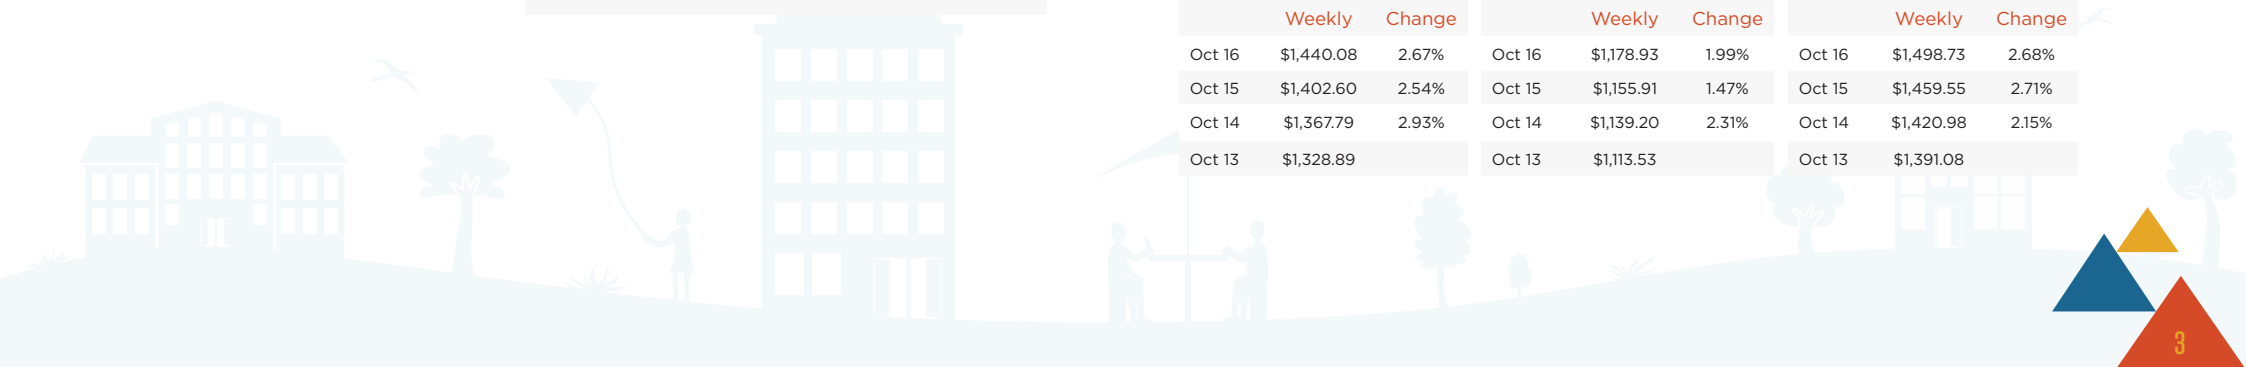 Weekly Change Weekly Change Weekly Change
Oct 16 $1,440.08 2.67% Oct 16 $1,178.93 1.99% Oct 16 $1,498.73 2.68%
Oct 15 $1,402.60 2.54% Oct 15 $1,155.91 1.47% Oct 15 $1,459.55 2.71%
Oct 14 $1,367.79 2.93% Oct 14 $1,139.20 2.31% Oct 14 $1,420.98 2.15%
Oct 13 $1,328.89 Oct 13 $1,113.53 Oct 13 $1,391.08
3